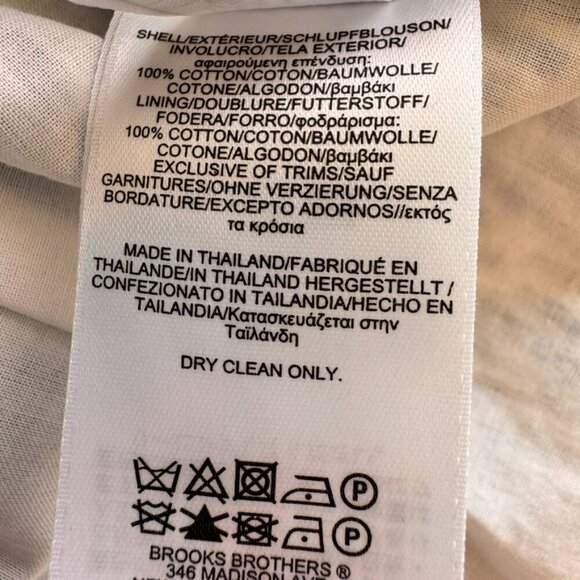 SHELL/EXTÉRIEUR/SCHLUPFBLOUSON/
INVOLUCRO/TELA EXTERIOR/
αφαιρούμενη επένδυση:
100% COTTON/COTON/BAUMWOLLE/
COTONE/ALGODON/βαμβάκι
LINING/DOUBLURE/FUTTERSTOFF/
FODERA/FORRO/φοδράρισμα:
100% COTTON/COTON/BAUMWOLLE/
COTONE/ALGODON/βαμβάκι
EXCLUSIVE OF TRIMS/SAUF
GARNITURES/OHNE VERZIERUNG/SENZA
BORDATURE/EXCEPTO ADORNOS//εκτός
τα κρόσια
MADE IN THAILAND/FABRIQUÉ EN
THAILANDE/IN THAILAND HERGESTELLT /
CONFEZIONATO IN TAILANDIA/HECHO EN
TAILANDIA/Κατασκευάζεται στην
Ταϊλάνδη
DRY CLEAN ONLY.
P
P
BROOKS BROTHERS ®
346 MADISON AVE